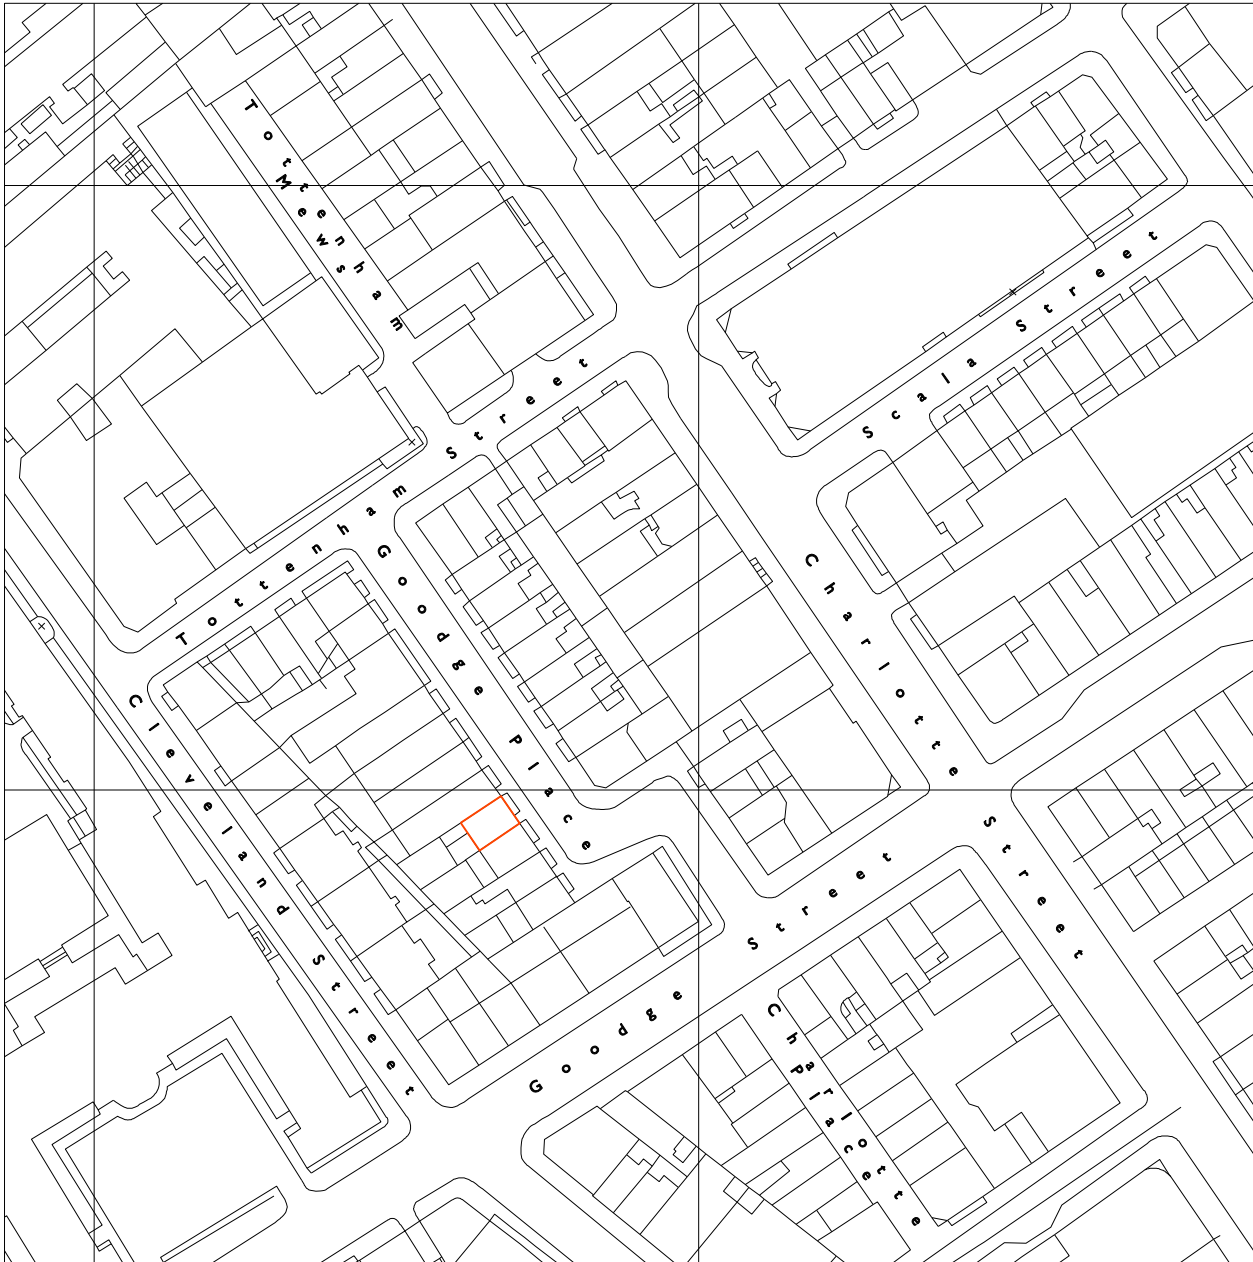 Tottenham
Mews
Tottenham Street
Scala Street
Goodge Place
Charlotte Street
Cleveland Street
Goodge Street
Charlotte
Place